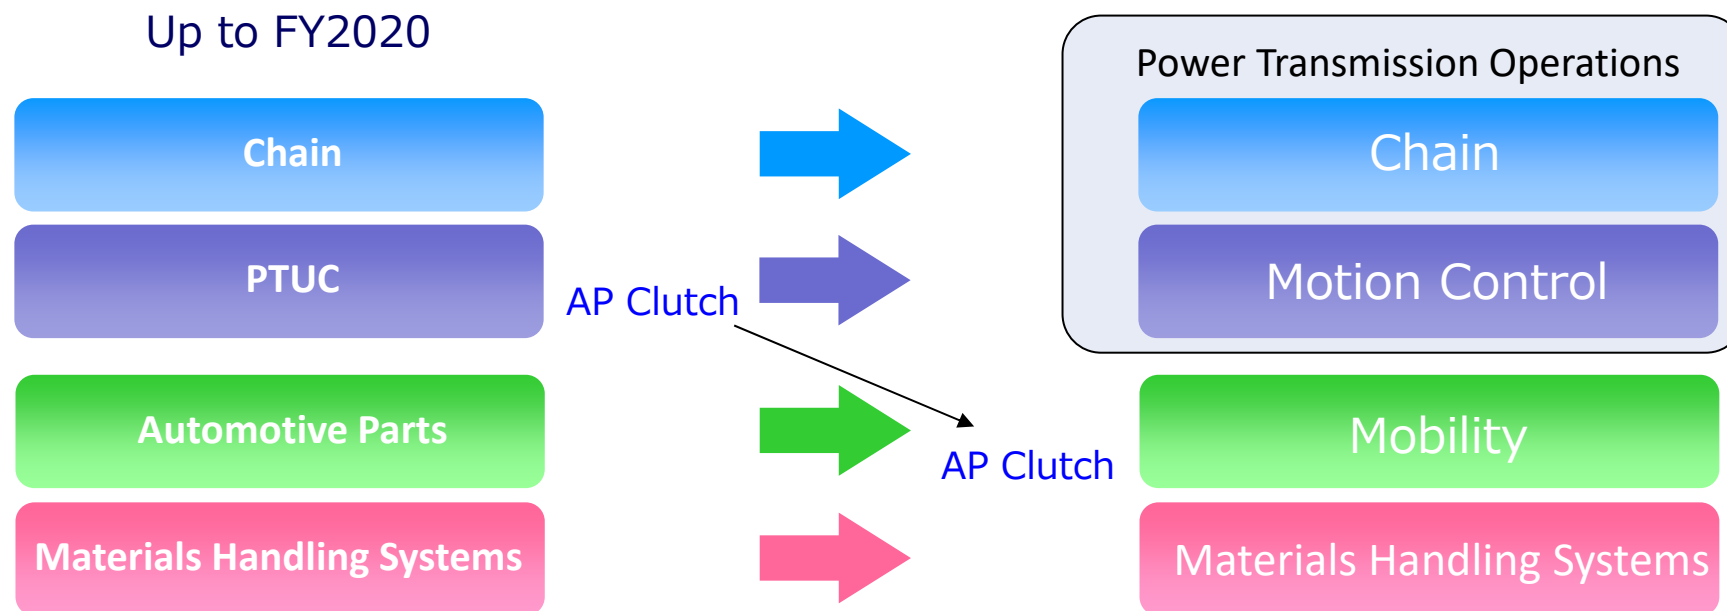 Up to FY2020
Power Transmission Operations
Chain
Chain
PTUC
AP Clutch
Motion Control
Automotive Parts
AP Clutch
Mobility
Materials Handling Systems
Materials Handling Systems